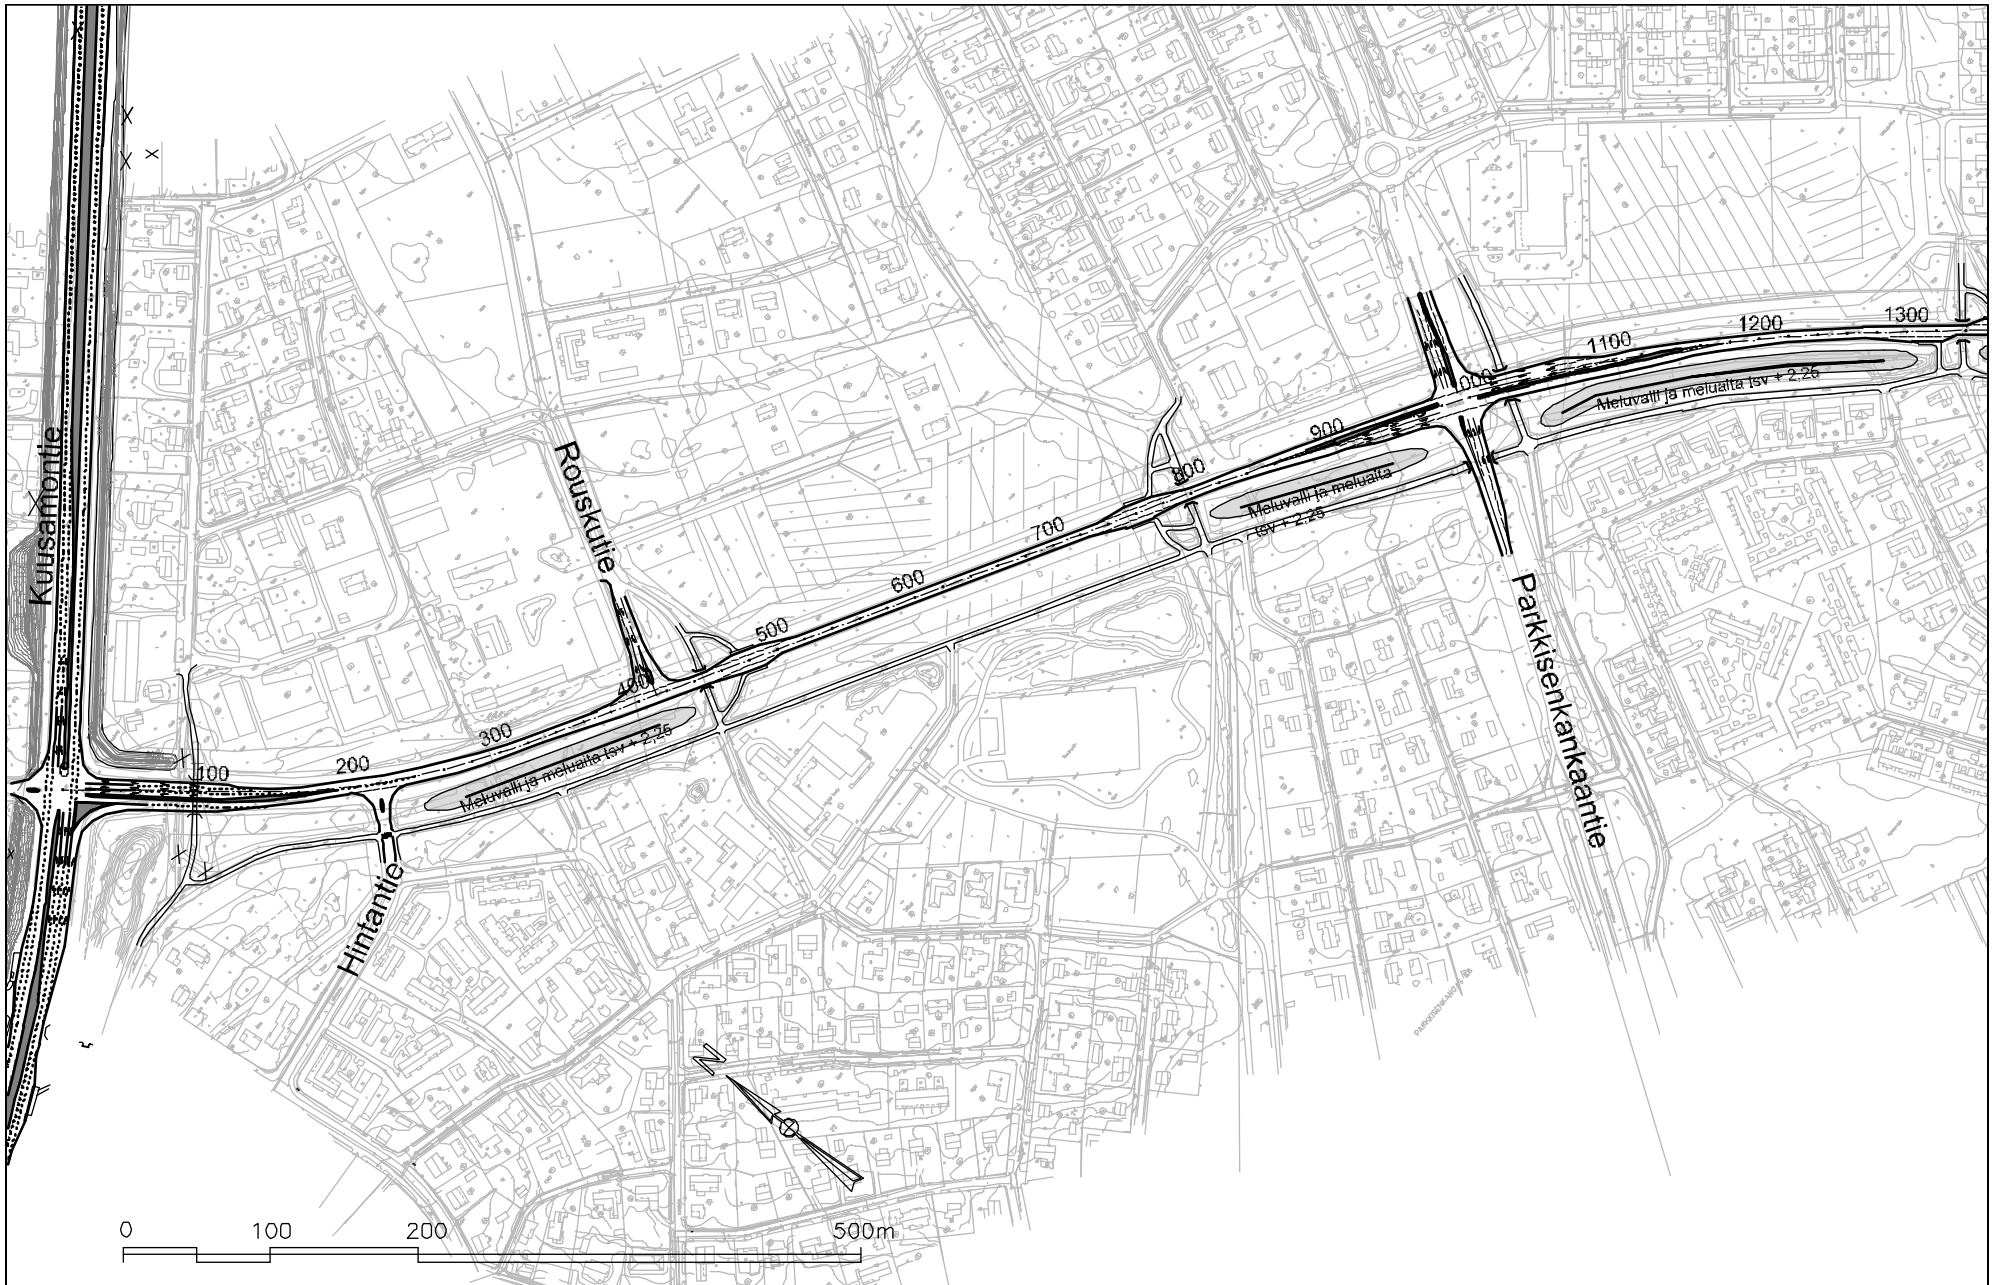 1300
1200
1100
1000
900
800
700
600
500
400
300
200
100
Kuusamontie
Rouskutie
Hintantie
Parkkisenkankaantie
Meluvalli ja melualta tsv + 2,25
Meluvalli ja melualta
tsv + 2,25
Meluvalli ja melualta tsv + 2,25
PARKKISENKANGAS
N
0 100 200 500m